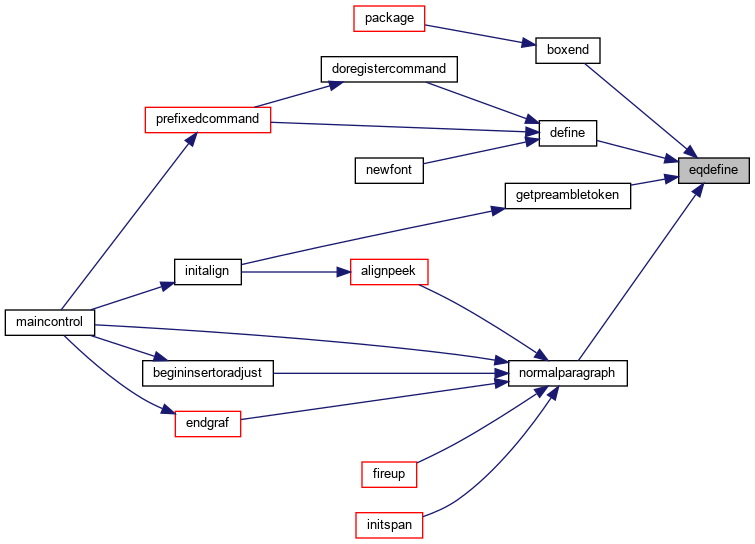 package
boxend
doregistercommand
prefixedcommand
define
newfont
eqdefine
getpreambletoken
initalign
alignpeek
maincontrol
begininsertoradjust
normalparagraph
endgraf
fireup
initspan